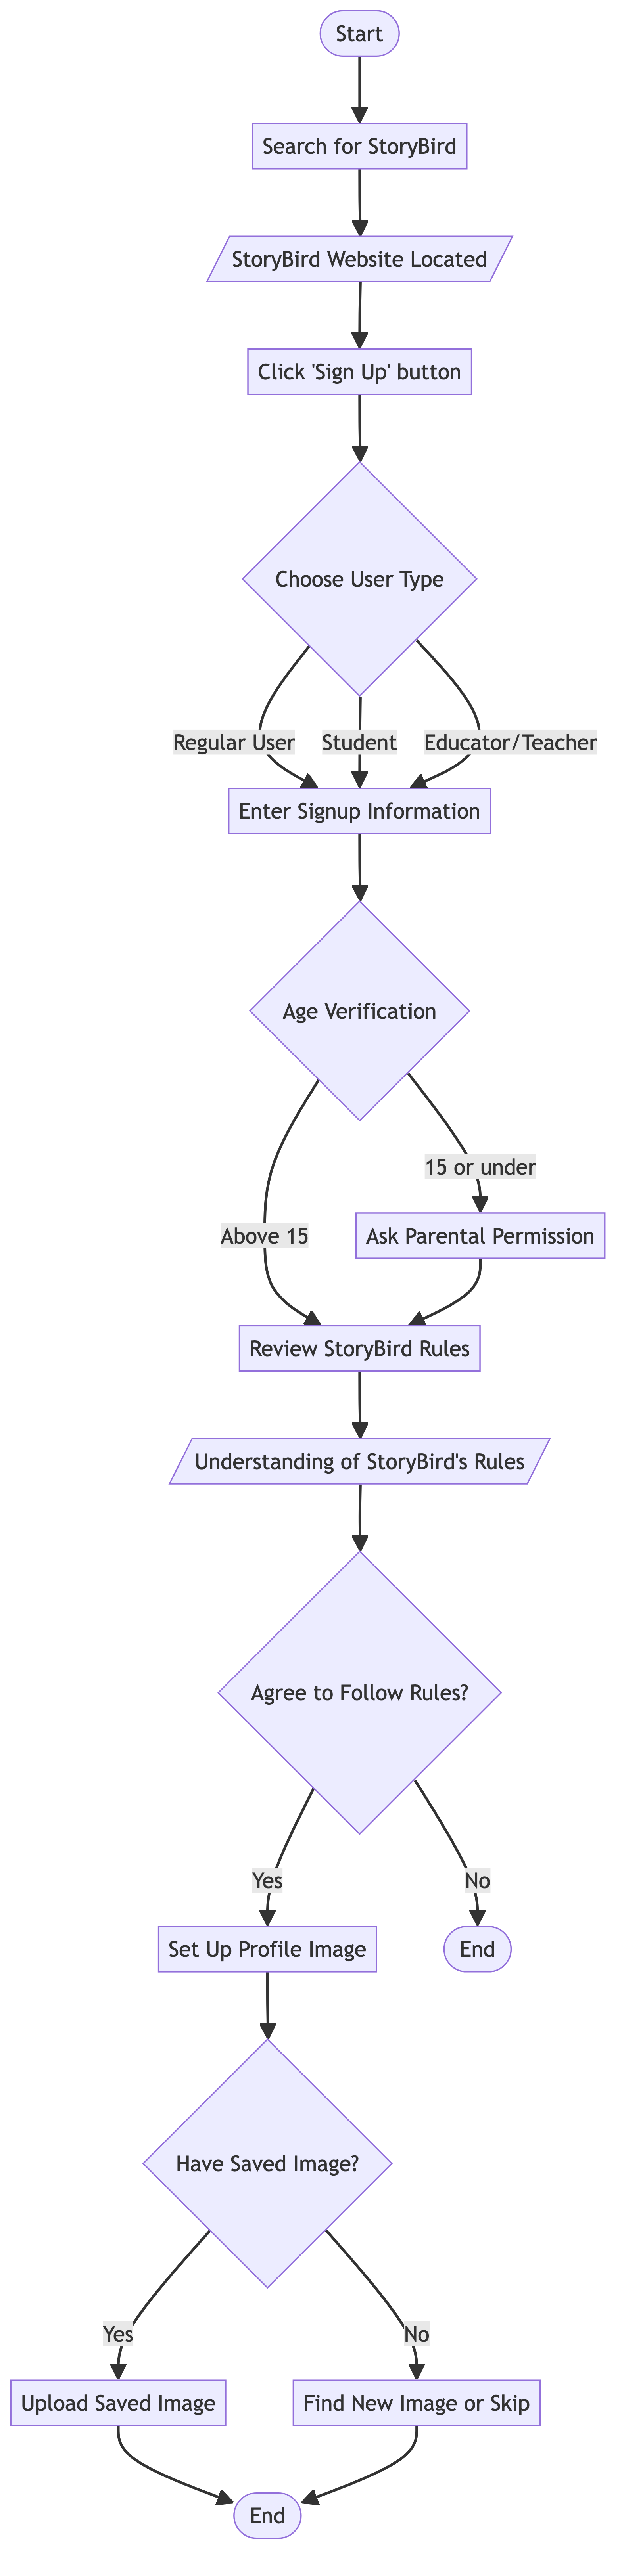 Start
Search for StoryBird
StoryBird Website Located
Click 'Sign Up' button
Choose User Type
Regular User
Student
Educator/Teacher
Enter Signup Information
Age Verification
15 or under
Above 15
Ask Parental Permission
Review StoryBird Rules
Understanding of StoryBird's Rules
Agree to Follow Rules?
Yes
No
Set Up Profile Image
End
Have Saved Image?
Yes
No
Upload Saved Image
Find New Image or Skip
End